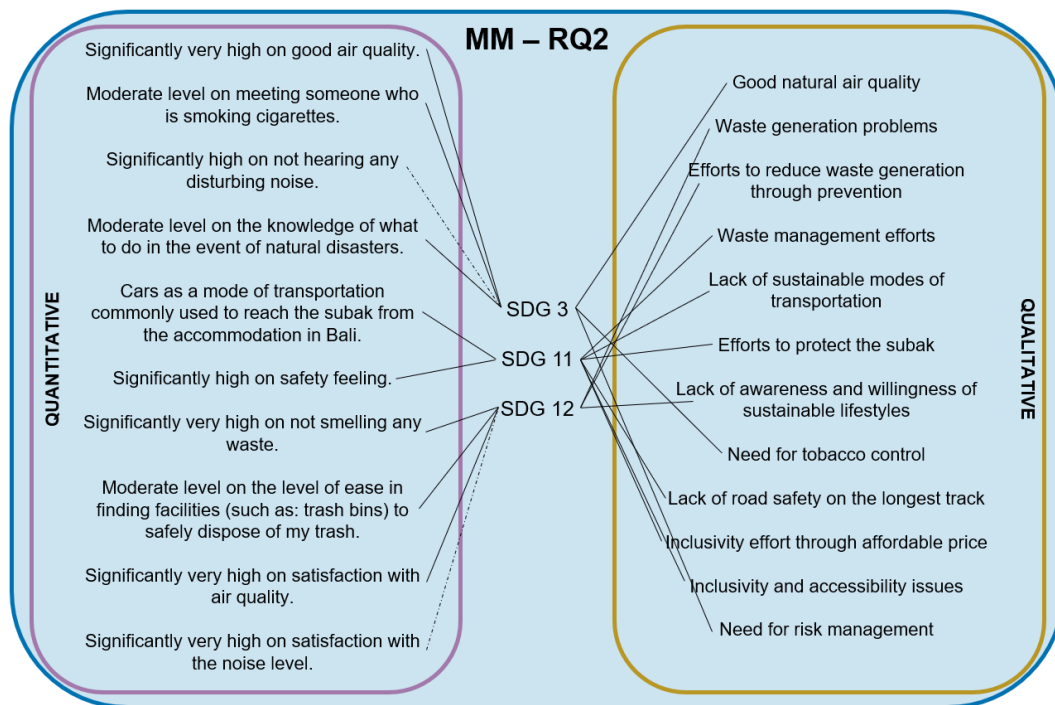 MM – RQ2
QUANTITATIVE
Significantly very high on good air quality.
Moderate level on meeting someone who
is smoking cigarettes.
Significantly high on not hearing any
disturbing noise.
Moderate level on the knowledge of what
to do in the event of natural disasters.
Cars as a mode of transportation
commonly used to reach the subak from
the accommodation in Bali.
Significantly high on safety feeling.
Significantly very high on not smelling any
waste.
Moderate level on the level of ease in
finding facilities (such as: trash bins) to
safely dispose of my trash.
Significantly very high on satisfaction with
air quality.
Significantly very high on satisfaction with
the noise level.
SDG 3
SDG 11
SDG 12
Good natural air quality
Waste generation problems
Efforts to reduce waste generation
through prevention
Waste management efforts
Lack of sustainable modes of
transportation
Efforts to protect the subak
Lack of awareness and willingness of
sustainable lifestyles
Need for tobacco control
Lack of road safety on the longest track
Inclusivity effort through affordable price
Inclusivity and accessibility issues
Need for risk management
QUALITATIVE